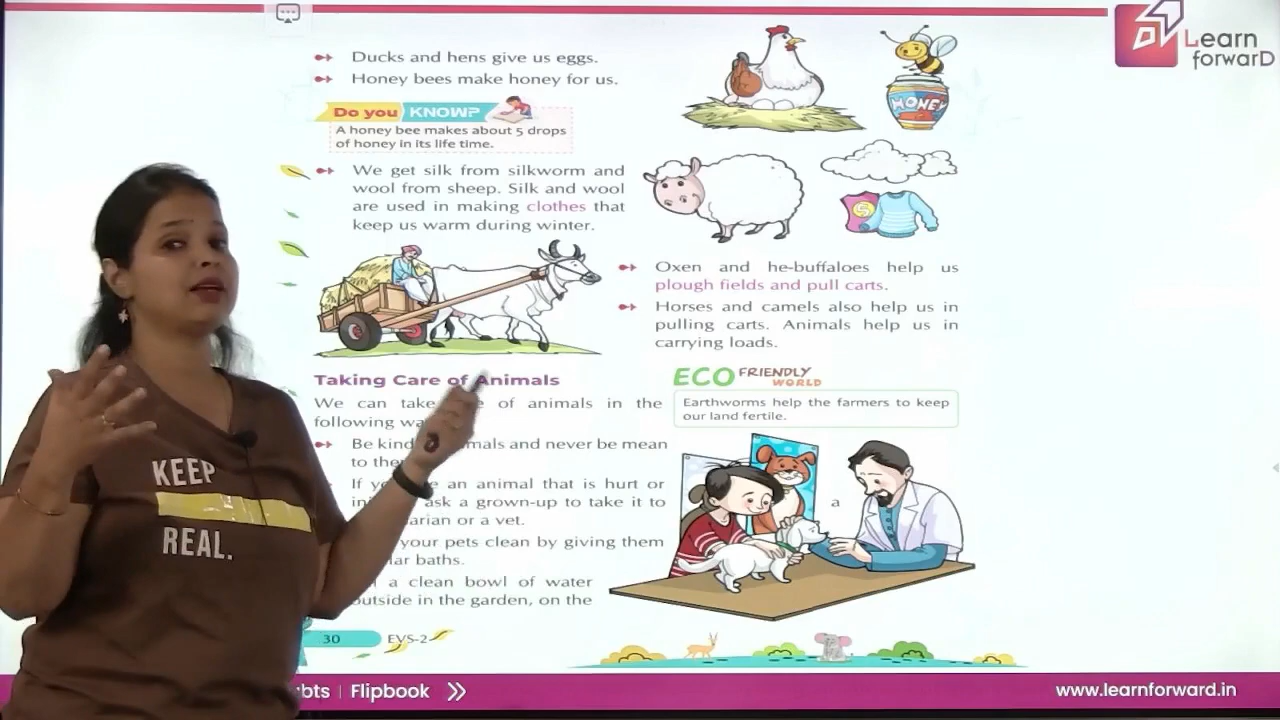 Learn
forwarD
Ducks and hens give us eggs.
Honey bees make honey for us.
HONEY
Do you KNOW?
A honey bee makes about 5 drops
of honey in its life time.
We get silk from silkworm and
wool from sheep. Silk and wool
are used in making clothes that
keep us warm during winter.
Oxen and he-buffaloes help us
plough fields and pull carts.
Horses and camels also help us in
pulling carts. Animals help us in
carrying loads.
Taking Care of Animals
We can take of animals in the
following
Be kind and never be mean
to
If an animal that is hurt or
ask a grown-up to take it to
a
or a vet.
your pets clean by giving them
baths.
a clean bowl of water
outside in the garden, on the
ECO FRIENDLY
WORLD
Earthworms help the farmers to keep
our land fertile.
KEEP
REAL.
30 EVS-2
Flipbook
www.learnforward.in